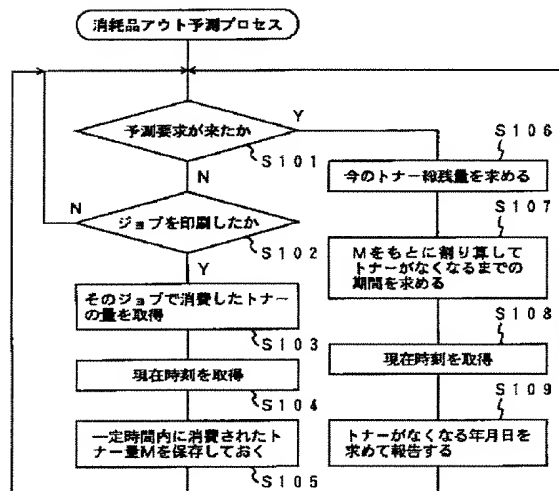 消耗品アウト予測プロセス
予測要求が来たか
Y
S101
N
ジョブを印刷したか
N
S102
Y
そのジョブで消費したトナー
の量を取得
S103
現在時刻を取得
S104
一定時間内に消費されたト
ナー量Mを保存しておく
S105
S106
今のトナー総残量を求める
S107
Mをもとに割り算して
トナーがなくなるまでの
期間を求める
S108
現在時刻を取得
S109
トナーがなくなる年月日を
求めて報告する